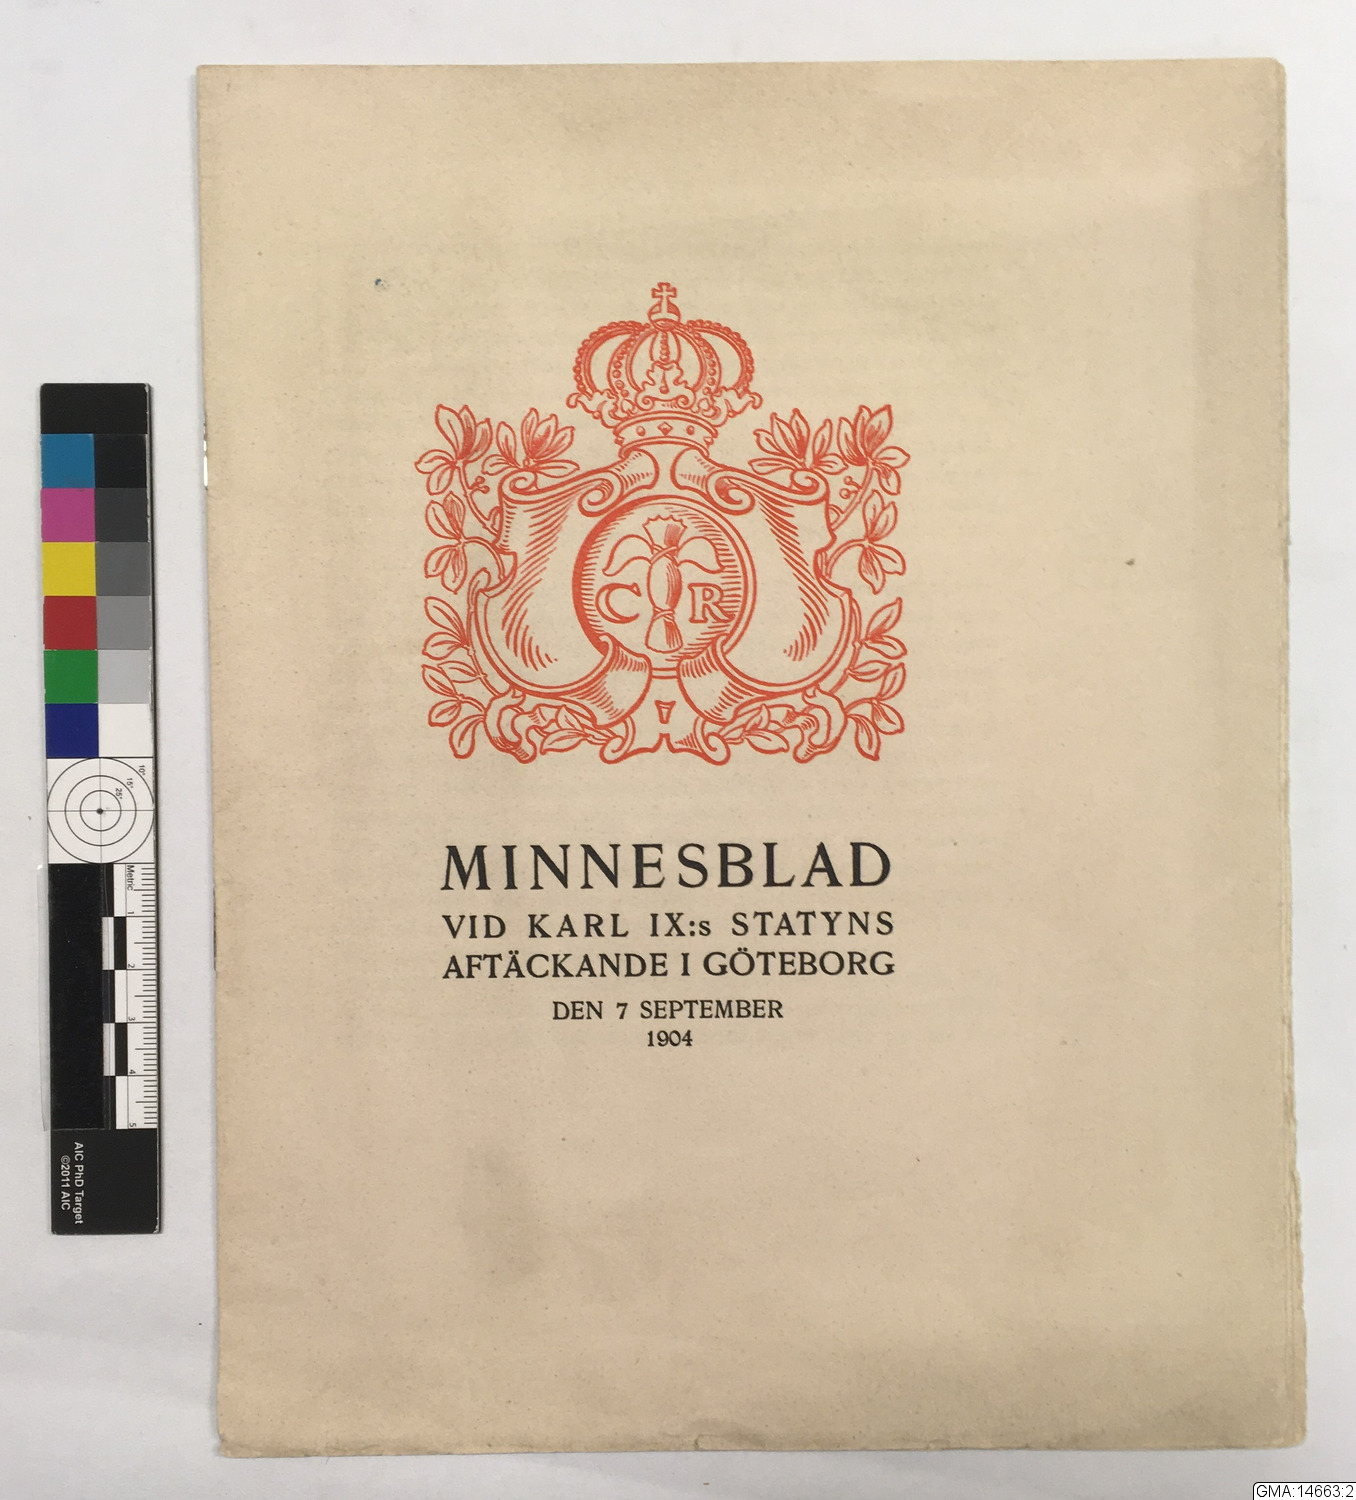 C R
MINNESBLAD
VID KARL IX:s STATYNS
AFTÄCKANDE I GÖTEBORG
DEN 7 SEPTEMBER
1904
10°
15°
25°
Metric
1
2
3
4
5
AIC PhD Target
©2011 AIC
GMA:14663:2